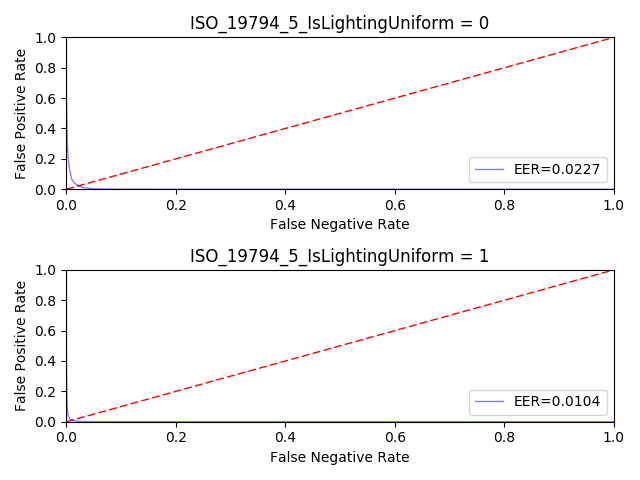 ISO_19794_5_IsLightingUniform = 0
False Positive Rate
1.0
0.8
0.6
0.4
0.2
0.0
EER=0.0227
0.0 0.2 0.4 0.6 0.8 1.0
False Negative Rate
ISO_19794_5_IsLightingUniform = 1
False Positive Rate
1.0
0.8
0.6
0.4
0.2
0.0
EER=0.0104
0.0 0.2 0.4 0.6 0.8 1.0
False Negative Rate